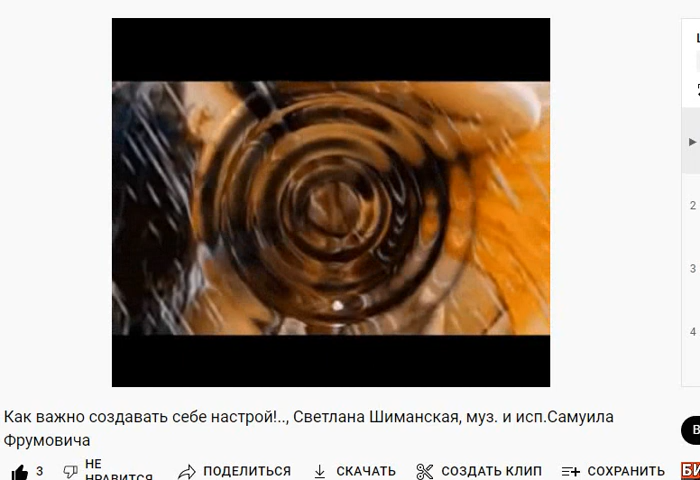 Как важно создавать себе настрой!.., Светлана Шиманская, муз. и исп.Самуила
Фрумовича
3
НЕ
НРАВИТСЯ
ПОДЕЛИТЬСЯ
СКАЧАТЬ
СОЗДАТЬ КЛИП
СОХРАНИТЬ
2
3
4